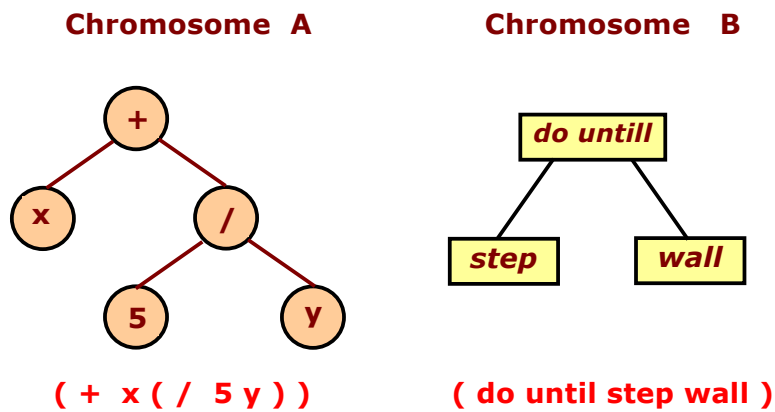 Chromosome A
+
x
/
5
y
( + x ( / 5 y ) )
Chromosome B
do untill
step
wall
( do until step wall )